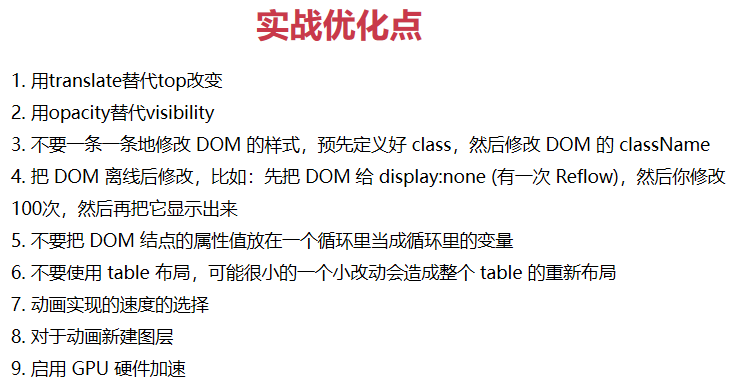 实战优化点
1. 用translate替代top改变
2. 用opacity替代visibility
3. 不要一条一条地修改 DOM 的样式，预先定义好 class，然后修改 DOM 的 className
4. 把 DOM 离线后修改，比如：先把 DOM 给 display:none (有一次 Reflow)，然后你修改
100次，然后再把它显示出来
5. 不要把 DOM 结点的属性值放在一个循环里当成循环里的变量
6. 不要使用 table 布局，可能很小的一个小改动会造成整个 table 的重新布局
7. 动画实现的速度的选择
8. 对于动画新建图层
9. 启用 GPU 硬件加速